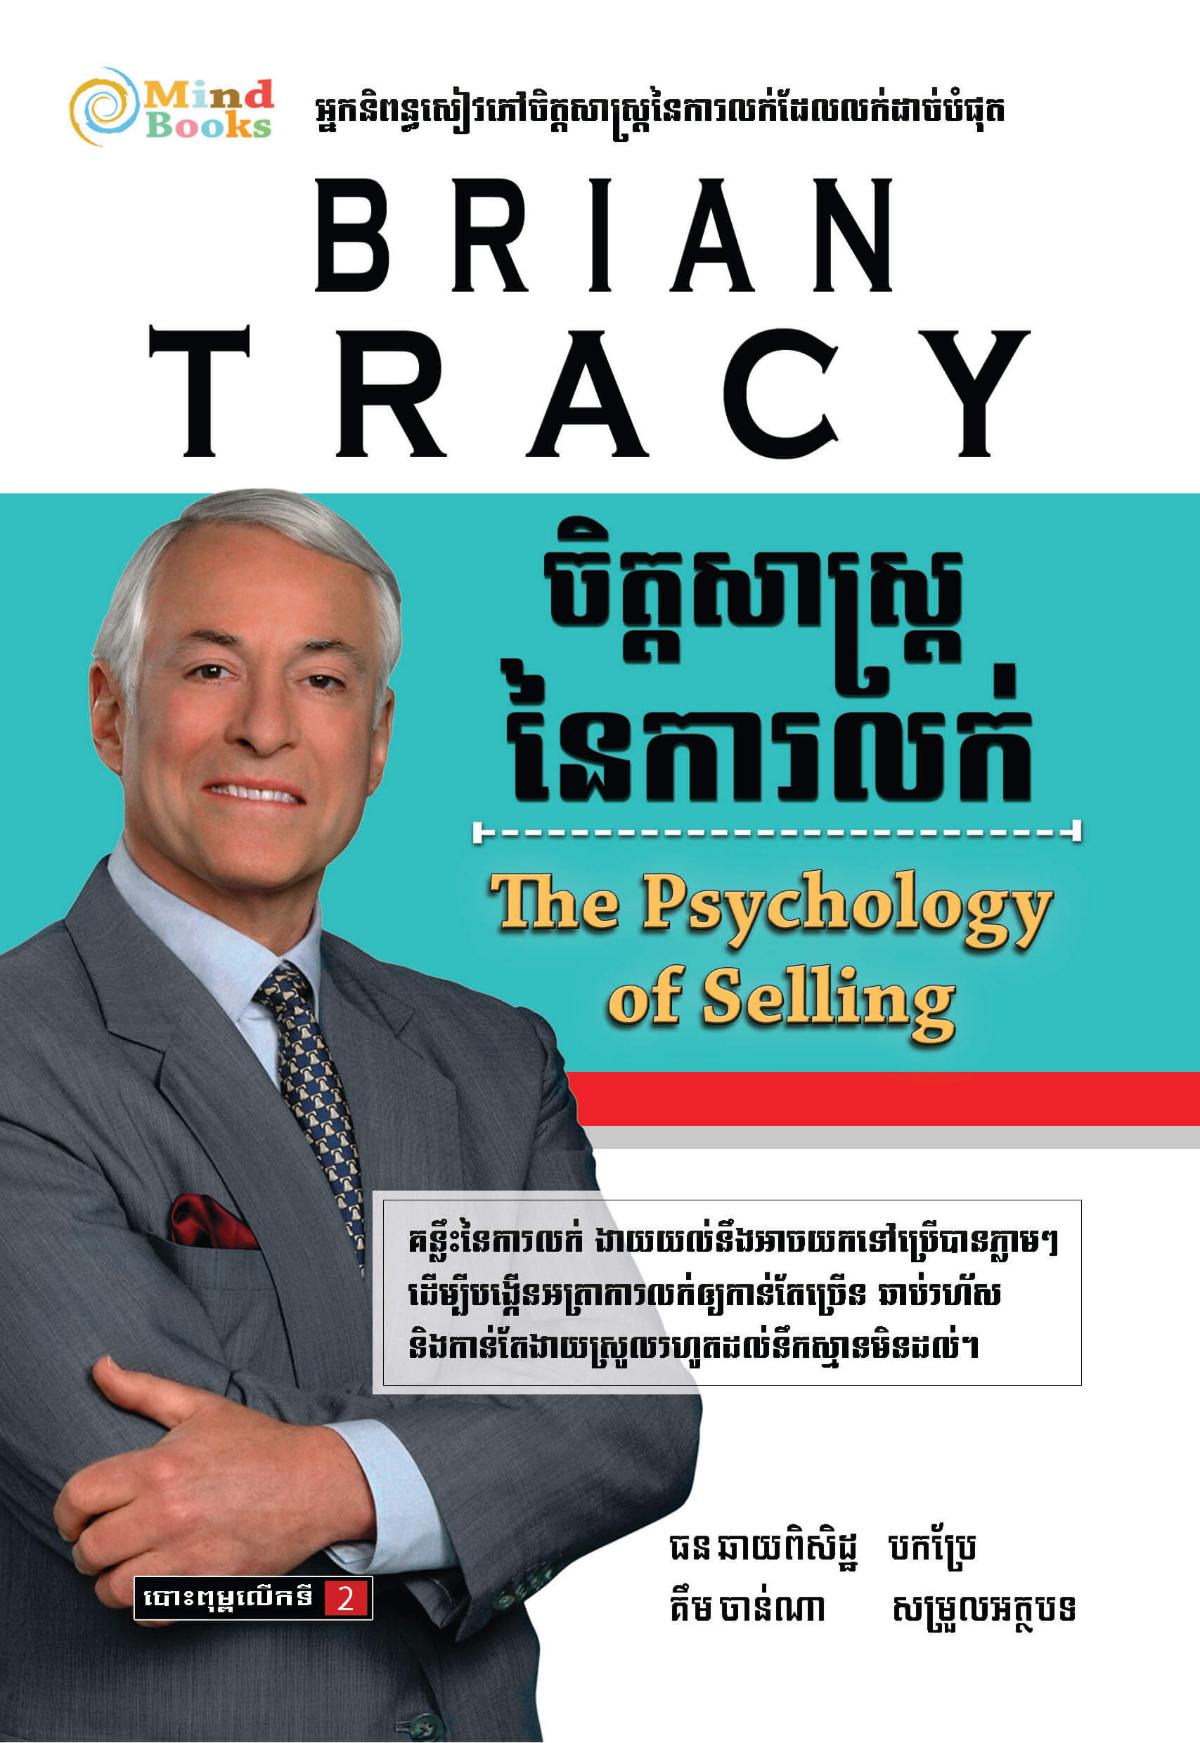 Mind
Books
អ្នកនិពន្ធសៀវភៅចិត្តសាស្ត្រនៃការលក់ដែលលក់ដាច់បំផុត
BRIAN
TRACY
ចិត្តសាស្ត្រ
នៃការលក់
The Psychology
of Selling
គន្លឹះនៃការលក់ ងាយយល់នឹងអាចយកទៅប្រើបានភ្លាមៗ
ដើម្បីបង្កើនអត្រាការលក់ឲ្យកាន់តែច្រើន ឆាប់រហ័ស
និងកាន់តែងាយស្រួលរហូតដល់នឹកស្មានមិនដល់។
ធន ឆាយពិសិដ្ឋ បកប្រែ
គឹម ចាន់ណា សម្រួលអត្ថបទ
បោះពុម្ពលើកទី 2